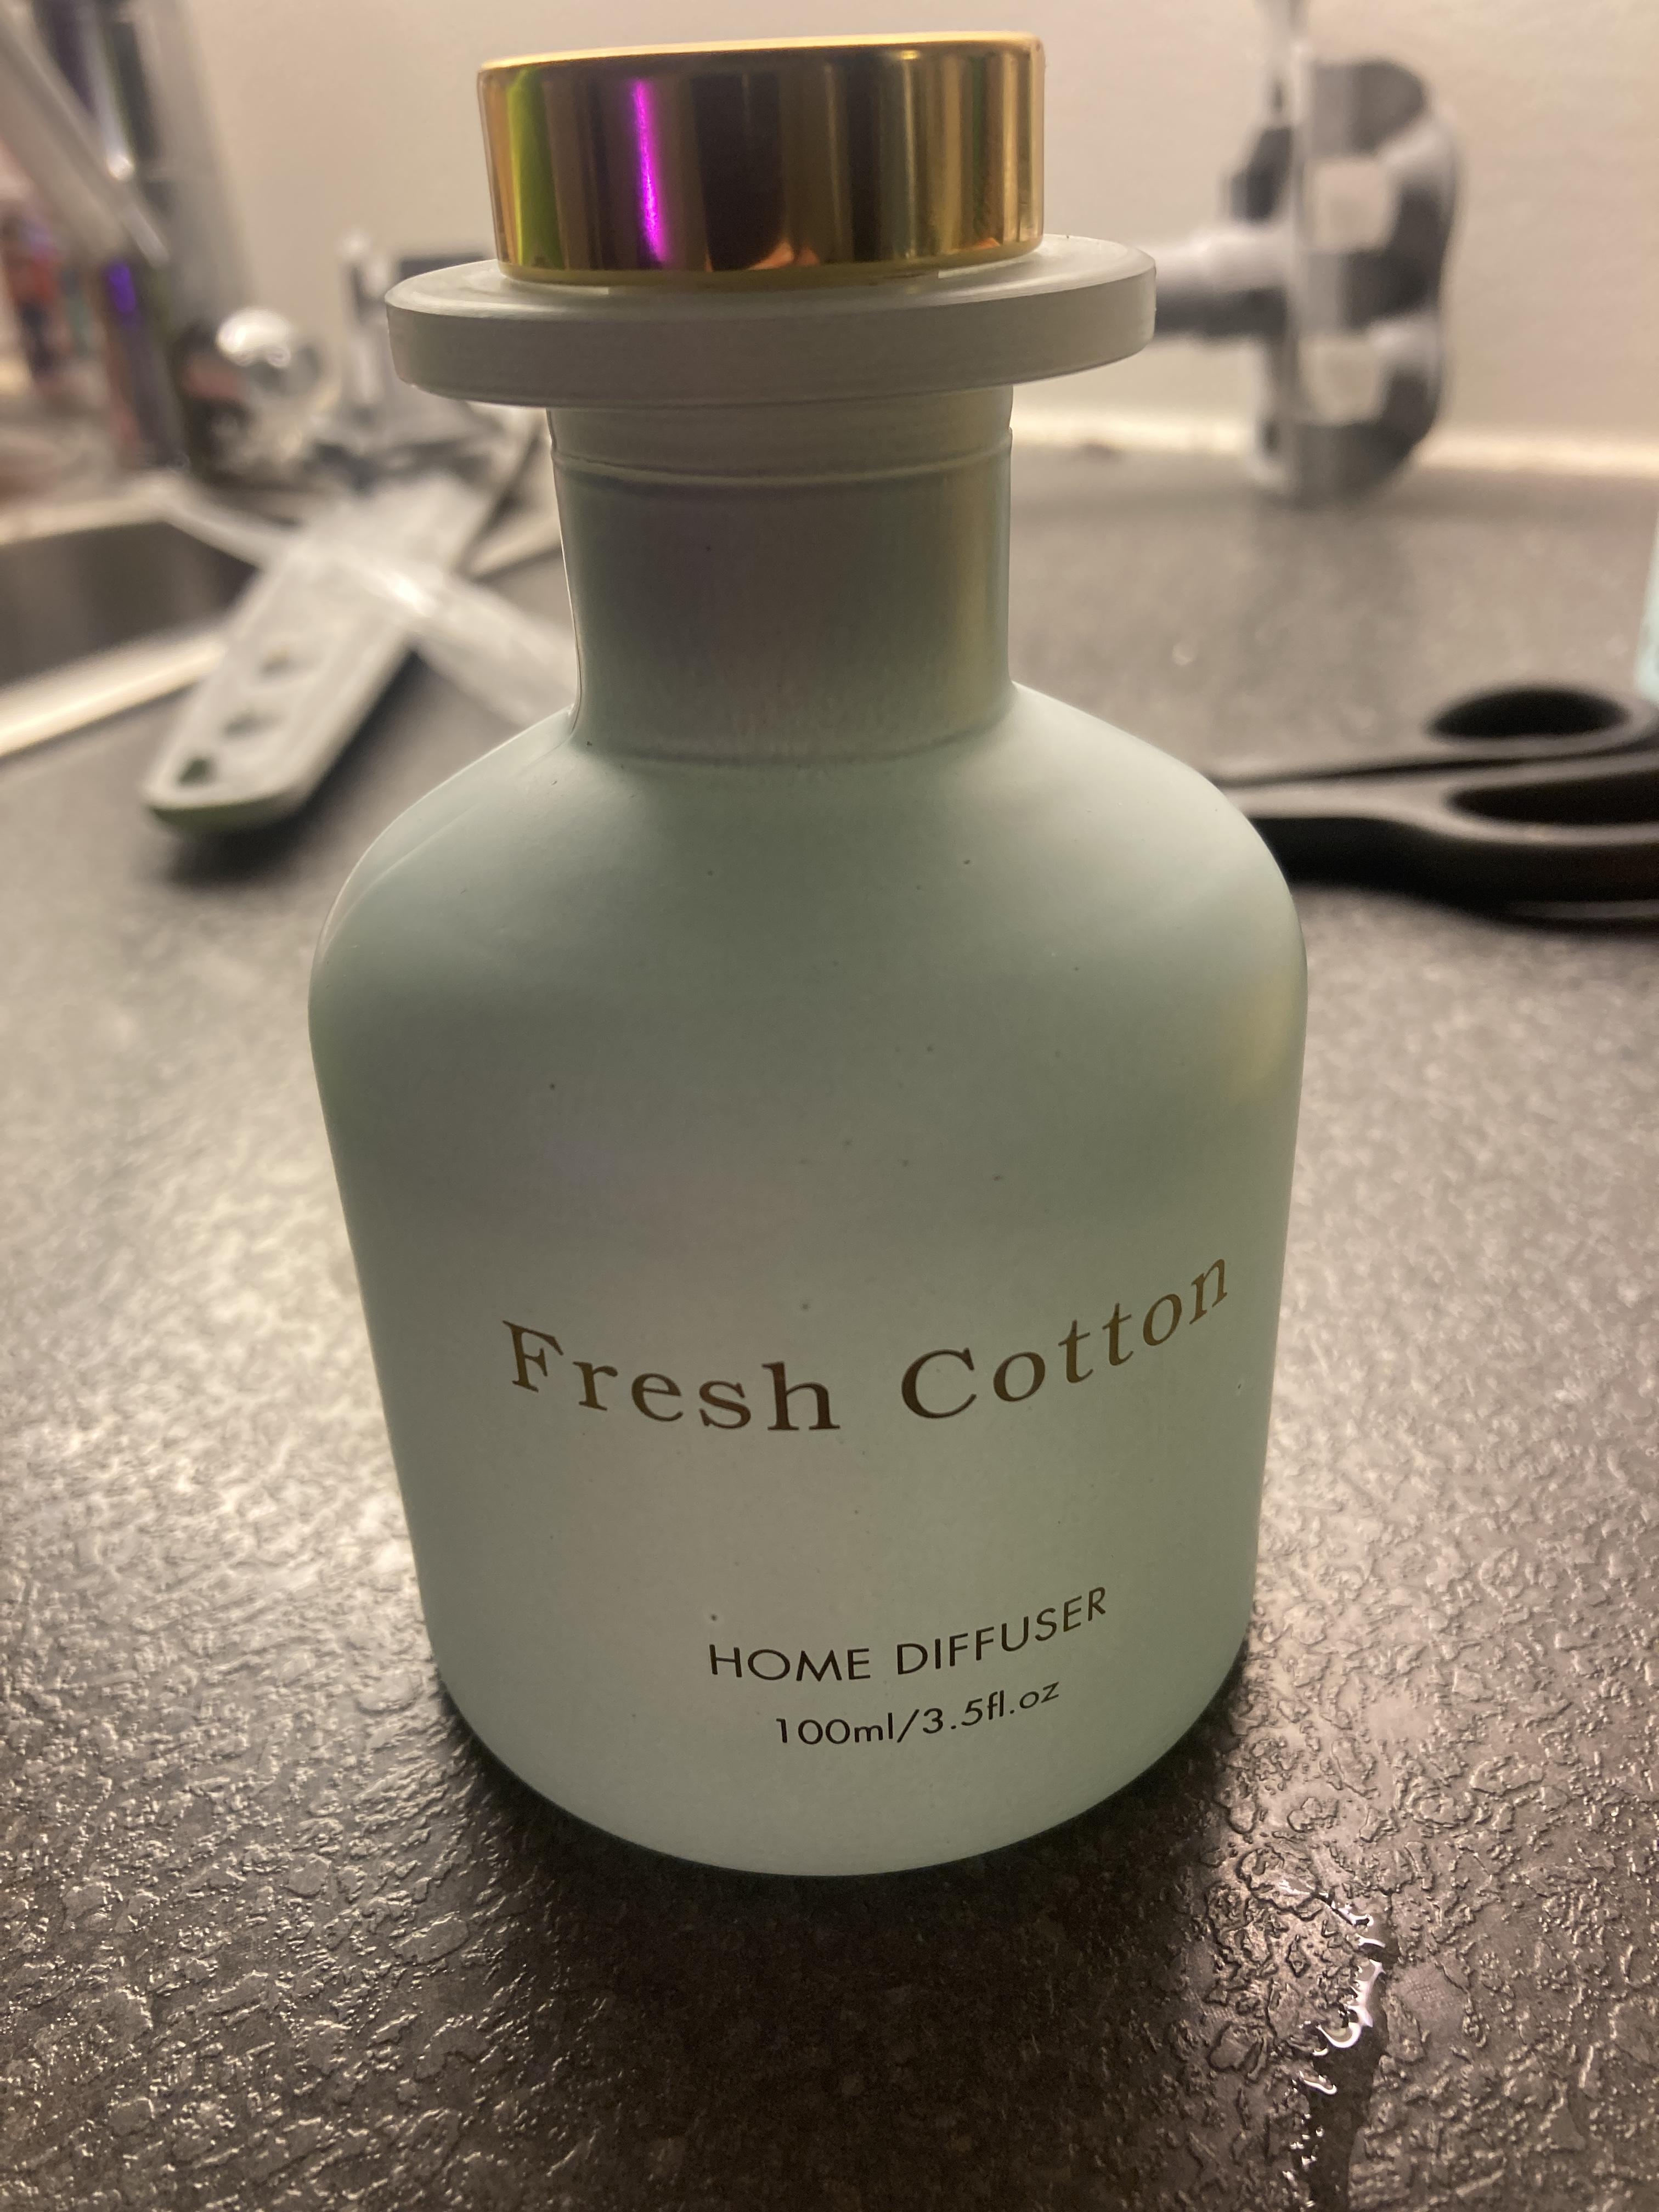 Fresh Cotton
HOME DIFFUSER
100ml/3.5fl.oz